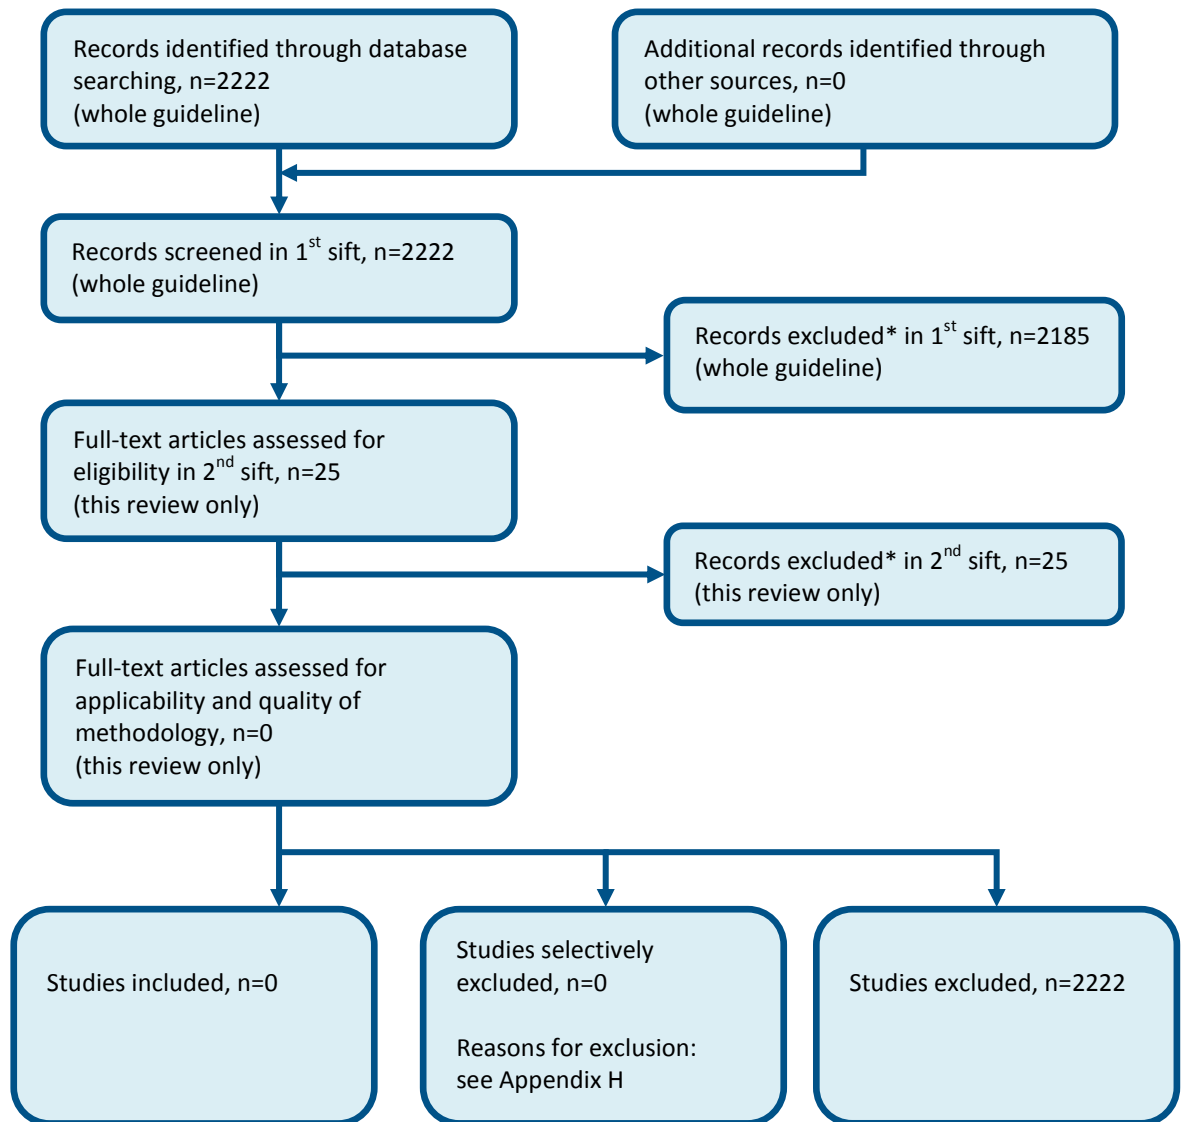 Records identified through database
searching, n=2222
(whole guideline)
Additional records identified through
other sources, n=0
(whole guideline)
Records screened in 1st sift, n=2222
(whole guideline)
Records excluded* in 1st sift, n=2185
(whole guideline)
Full-text articles assessed for
eligibility in 2nd sift, n=25
(this review only)
Records excluded* in 2nd sift, n=25
(this review only)
Full-text articles assessed for
applicability and quality of
methodology, n=0
(this review only)
Studies included, n=0
Studies selectively
excluded, n=0
Reasons for exclusion:
see Appendix H
Studies excluded, n=2222